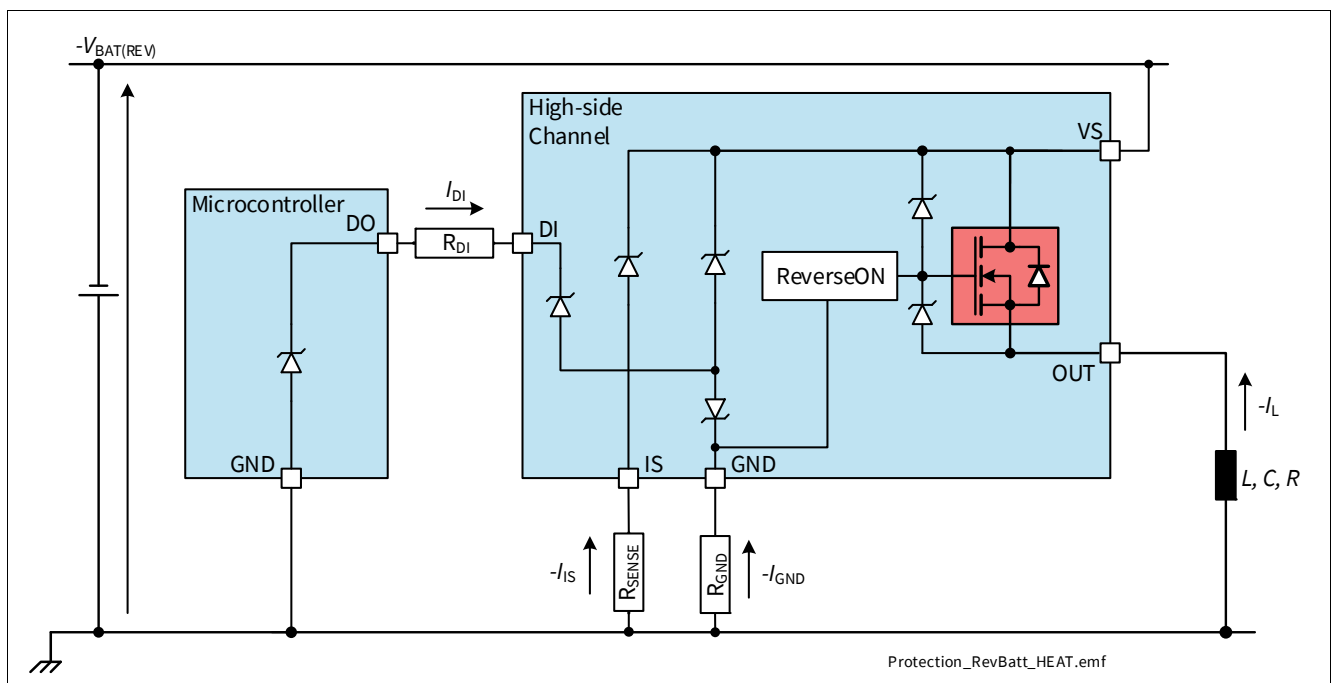 -VBAT(REV)
High-side
Channel
VS
Microcontroller
DO
IDI
RDI
DI
ReverseON
OUT
-IL
GND
IS
GND
L, C, R
-IIS
RSENSE
RGND
-IGND
Protection_RevBatt_HEAT.emf